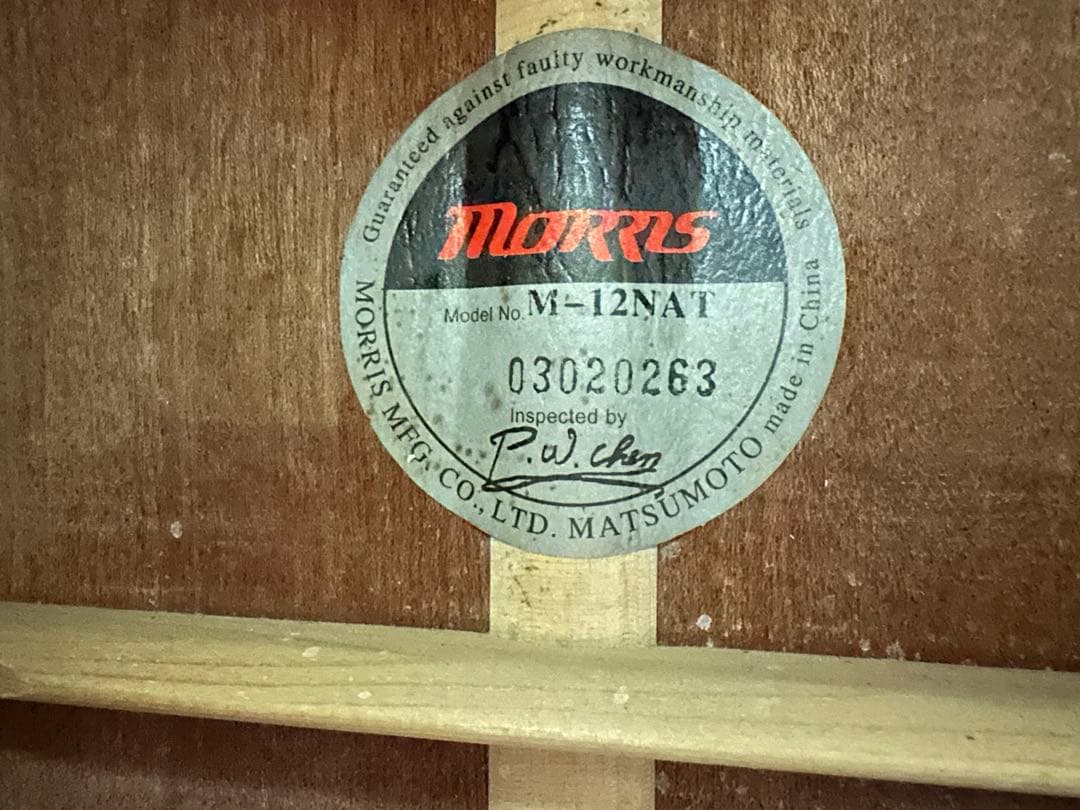 Guaranteed against faulty workmanship materials
MORRIS
Model No. M-12NAT
03020263
Inspected by
P.W. Chen
MORRIS MFG. CO., LTD. MATSUMOTO made in China